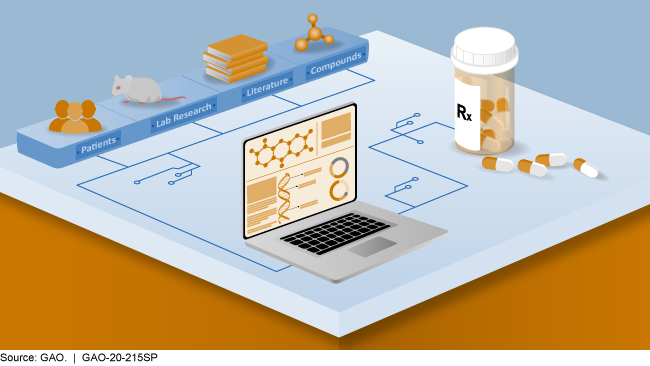 Patients
Lab Research
Literature
Compounds
Rx
Source: GAO. | GAO-20-215SP